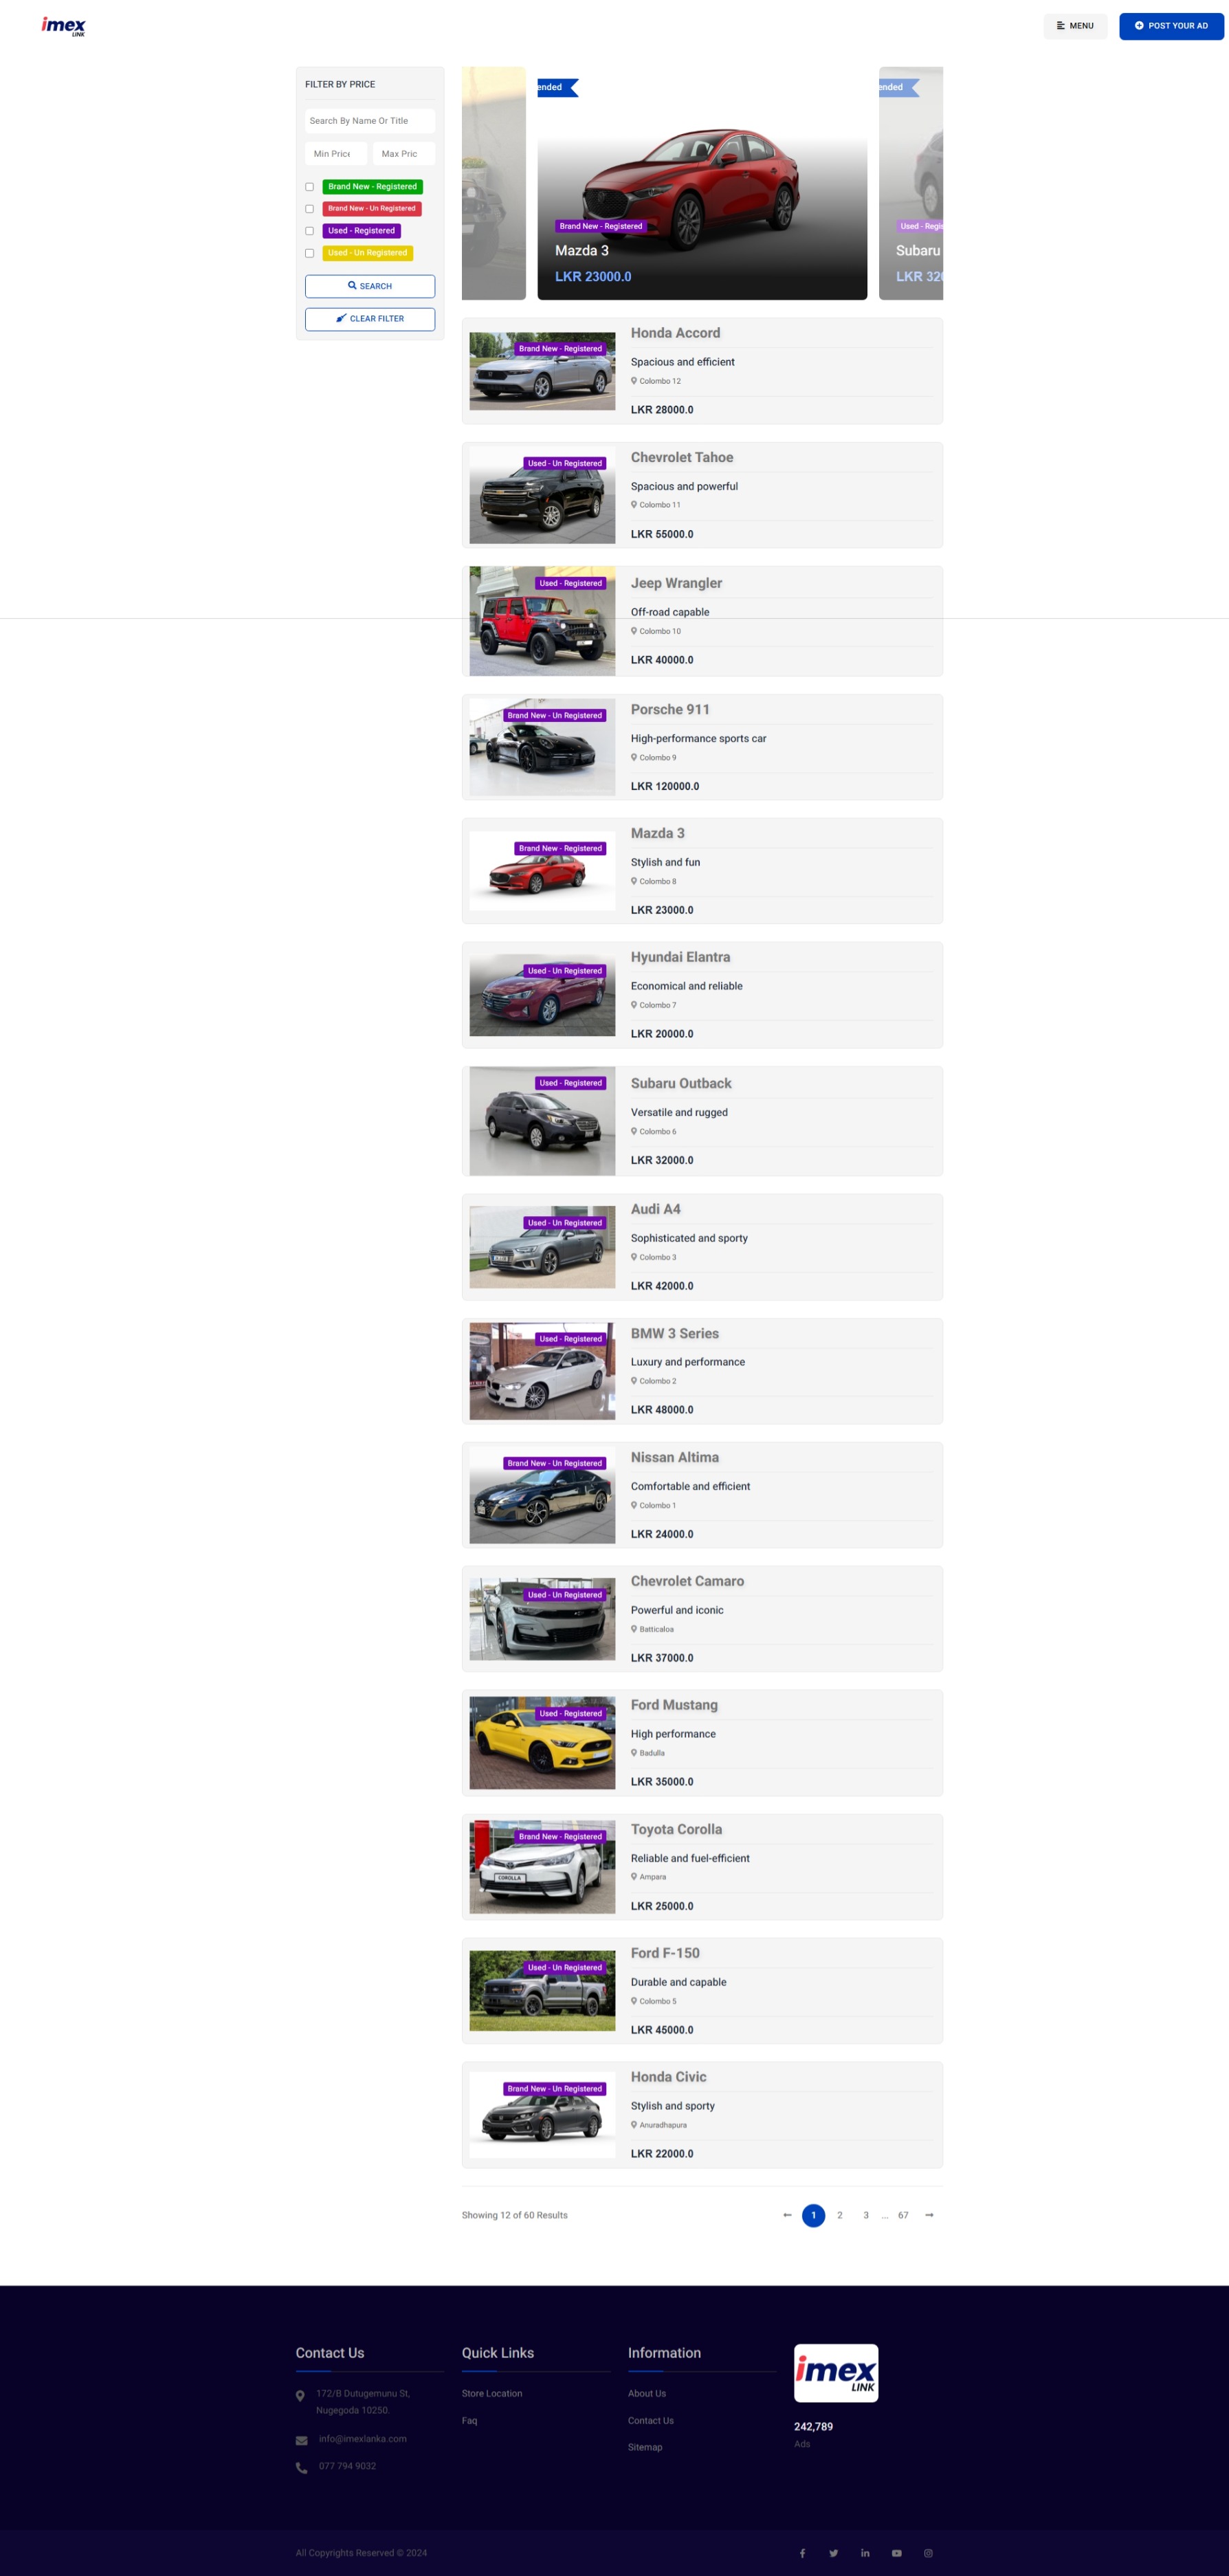 imex
LINK
MENU
POST YOUR AD
FILTER BY PRICE
Search By Name Or Title
Min Price
Max Pric
Brand New - Registered
Brand New - Un Registered
Used - Registered
Used - Un Registered
SEARCH
CLEAR FILTER
ended
Brand New - Registered
Mazda 3
LKR 23000.0
ended
Used - Regis
Subaru
LKR 320
Brand New - Registered
Honda Accord
Spacious and efficient
Colombo 12
LKR 28000.0
Used - Un Registered
Chevrolet Tahoe
Spacious and powerful
Colombo 11
LKR 55000.0
Used - Registered
Jeep Wrangler
Off-road capable
Colombo 10
LKR 40000.0
Brand New - Un Registered
Porsche 911
High-performance sports car
Colombo 9
LKR 120000.0
Brand New - Registered
Mazda 3
Stylish and fun
Colombo 8
LKR 23000.0
Used - Un Registered
Hyundai Elantra
Economical and reliable
Colombo 7
LKR 20000.0
Used - Registered
Subaru Outback
Versatile and rugged
Colombo 6
LKR 32000.0
Used - Un Registered
Audi A4
Sophisticated and sporty
Colombo 3
LKR 42000.0
Used - Registered
BMW 3 Series
Luxury and performance
Colombo 2
LKR 48000.0
Brand New - Un Registered
Nissan Altima
Comfortable and efficient
Colombo 1
LKR 24000.0
Used - Un Registered
Chevrolet Camaro
Powerful and iconic
Batticaloa
LKR 37000.0
Used - Registered
Ford Mustang
High performance
Badulla
LKR 35000.0
Brand New - Registered
COROLLA
Toyota Corolla
Reliable and fuel-efficient
Ampara
LKR 25000.0
Used - Un Registered
Ford F-150
Durable and capable
Colombo 5
LKR 45000.0
Brand New - Un Registered
Honda Civic
Stylish and sporty
Anuradhapura
LKR 22000.0
Showing 12 of 60 Results
1 2 3 ... 67
Contact Us
172/B Dutugemunu St,
Nugegoda 10250.
info@imexlanka.com
077 794 9032
Quick Links
Store Location
Faq
Information
About Us
Contact Us
Sitemap
imex
LINK
242,789
Ads
All Copyrights Reserved © 2024